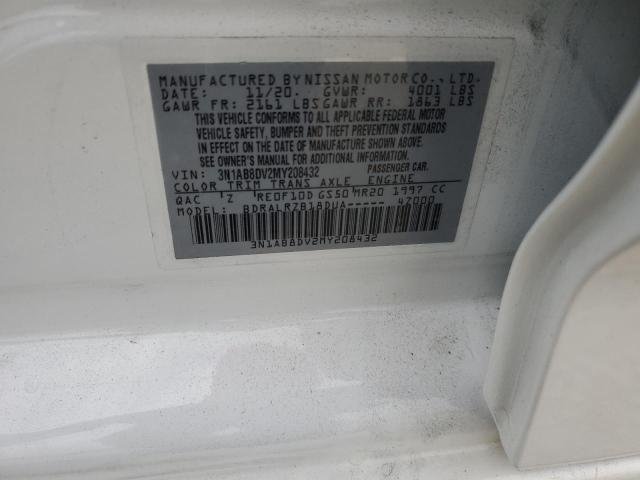 MANUFACTURED BY NISSAN MOTOR CO., LTD.
DATE: 11/20. GVWR: 4001 LBS
GAWR FR: 2161 LBS GAWR RR: 1863 LBS
THIS VEHICLE CONFORMS TO ALL APPLICABLE FEDERAL MOTOR
VEHICLE SAFETY, BUMPER AND THEFT PREVENTION STANDARDS
IN EFFECT ON THE DATE OF MANUFACTURE SHOWN ABOVE.
SEE OWNER'S MANUAL FOR ADDITIONAL INFORMATION.
VIN: 3N1AB8DV2MY208432 PASSENGER CAR.
COLOR TRIM TRANS AXLE ENGINE
QAC Z RE0F10D GS50 MR20 1997 CC
MODEL: BDRALRZB18DUA----- 47000
3N1AB8DV2MY208432